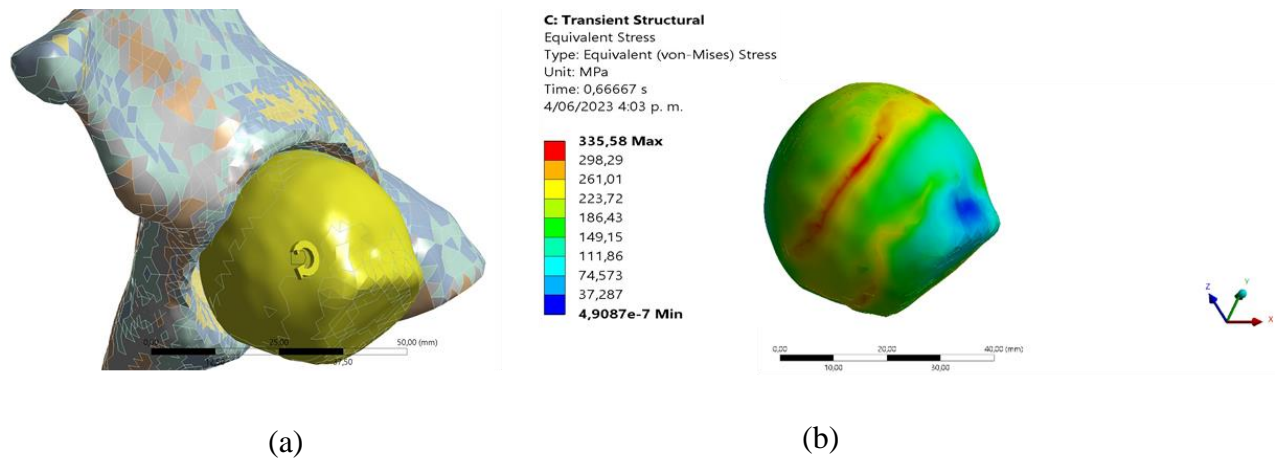 C: Transient Structural
Equivalent Stress
Type: Equivalent (von-Mises) Stress
Unit: MPa
Time: 0,66667 s
4/06/2023 4:03 p. m.
335,58 Max
298,29
261,01
223,72
186,43
149,15
111,86
74,573
37,287
4,9087e-7 Min
0,00 25,00 50,00 (mm)
12,50 37,50
0,00 20,00 40,00 (mm)
10,00 30,00
Z Y X
(a) (b)